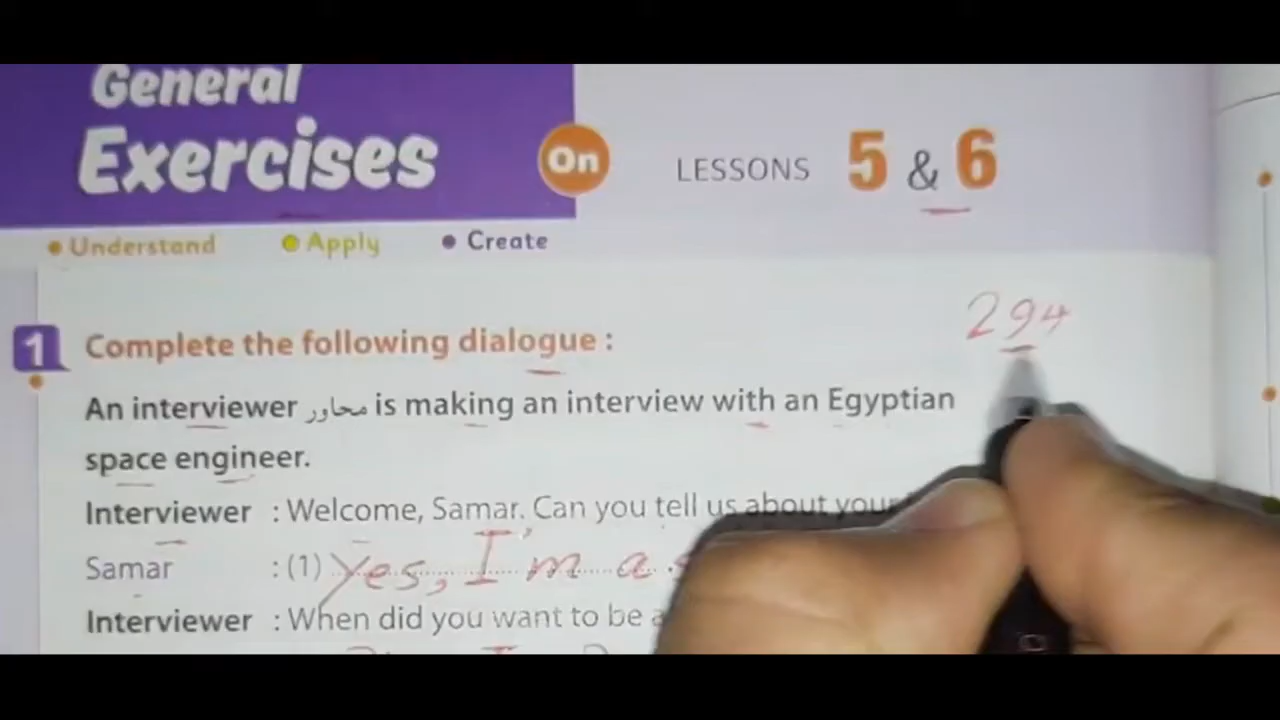 General
Exercises On LESSONS 5 & 6
Understand Apply Create
294
1 Complete the following dialogue :
An interviewer محاور is making an interview with an Egyptian
space engineer.
Interviewer : Welcome, Samar. Can you tell us about
Samar : (1) Yes, I'm a
Interviewer : When did you want to be